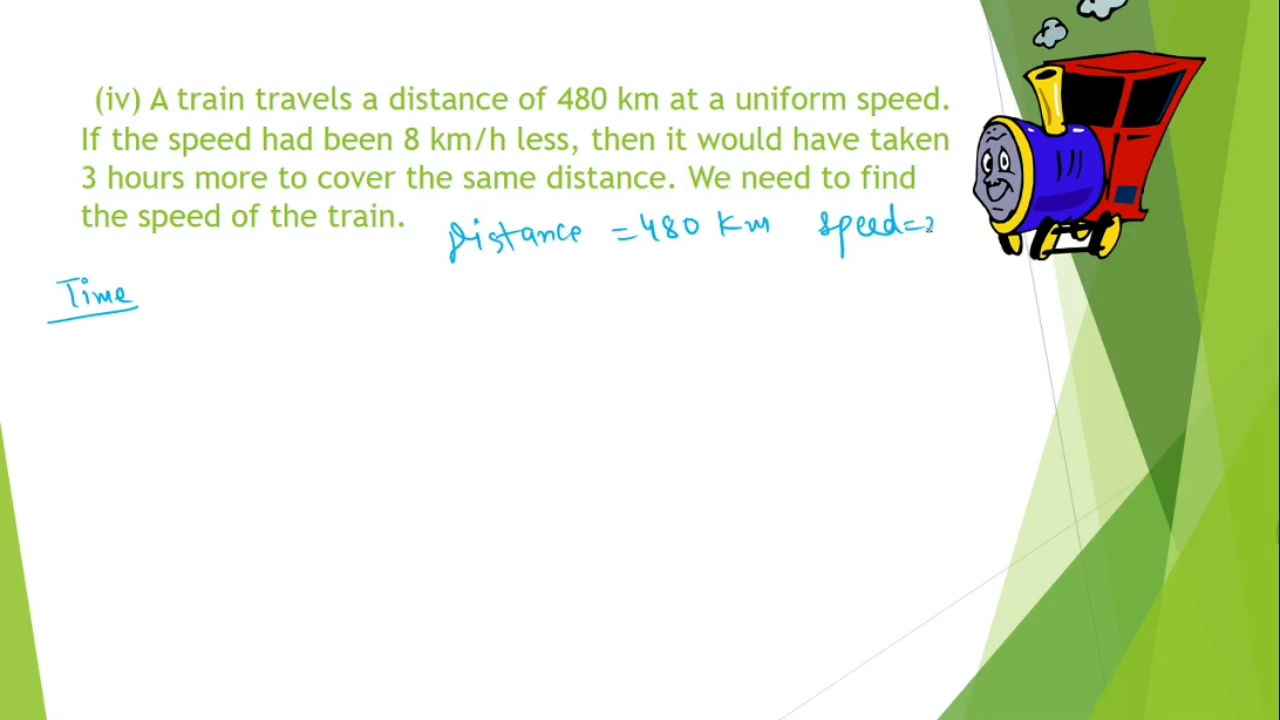 (iv) A train travels a distance of 480 km at a uniform speed.
If the speed had been 8 km/h less, then it would have taken
3 hours more to cover the same distance. We need to find
the speed of the train.
Distance = 480 Km speed=
Time